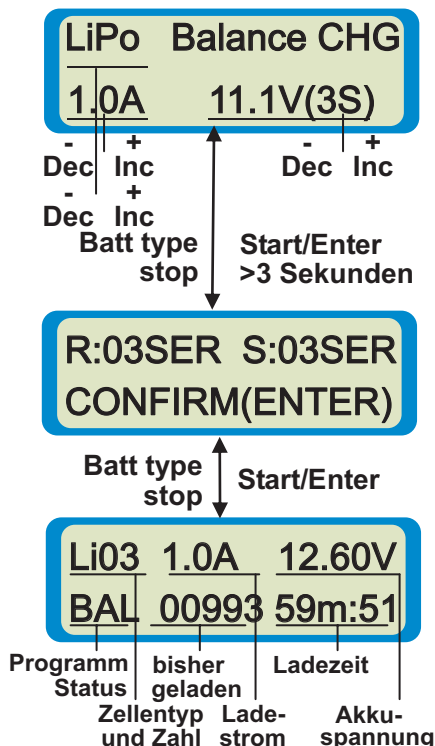 LiPo Balance CHG
1.0A 11.1V(3S)
- + - +
Dec Inc Dec Inc
- +
Dec Inc
Batt type stop
Start/Enter >3 Sekunden
R:03SER S:03SER
CONFIRM(ENTER)
Batt type stop
Start/Enter
Li03 1.0A 12.60V
BAL 00993 59m:51
Programm Status
bisher geladen
Ladezeit
Zellentyp und Zahl
Lade-
strom
Akku-
spannung